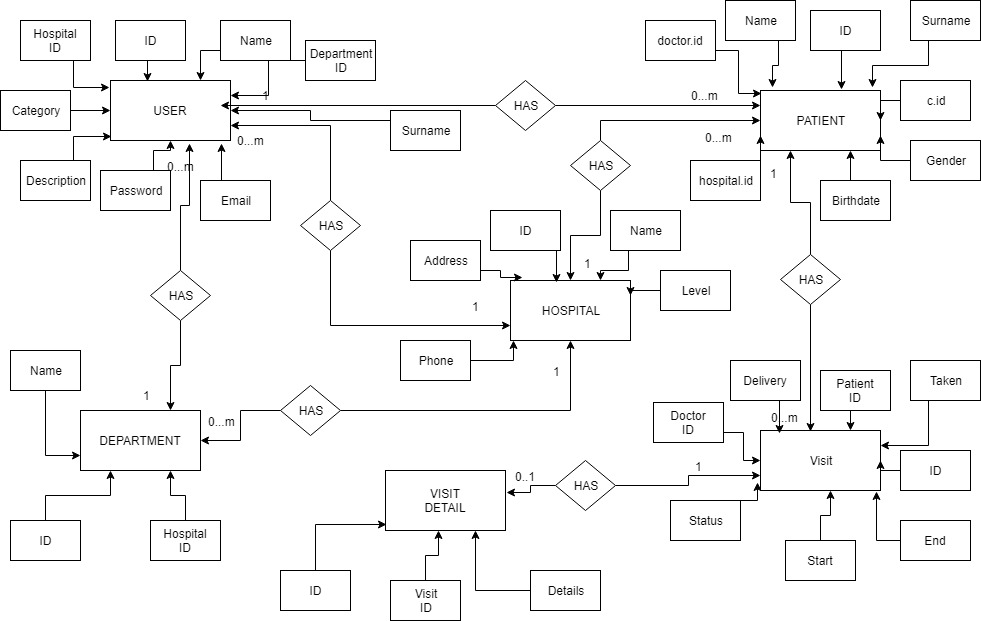 Hospital
ID
ID
Name
Department
ID
Category
USER
1
Surname
0...m
Description
Password
0...m
Email
HAS
0...m
doctor.id
Name
ID
Surname
c.id
PATIENT
0...m
hospital.id
1
Birthdate
Gender
HAS
HAS
HAS
HAS
ID
Name
Address
1
Level
HOSPITAL
1
Phone
1
HAS
Name
1
DEPARTMENT
0...m
HAS
ID
Hospital
ID
Delivery
Patient
ID
Taken
0...m
Doctor
ID
Visit
ID
1
Status
Start
End
HAS
0..1
VISIT
DETAIL
ID
Visit
ID
Details